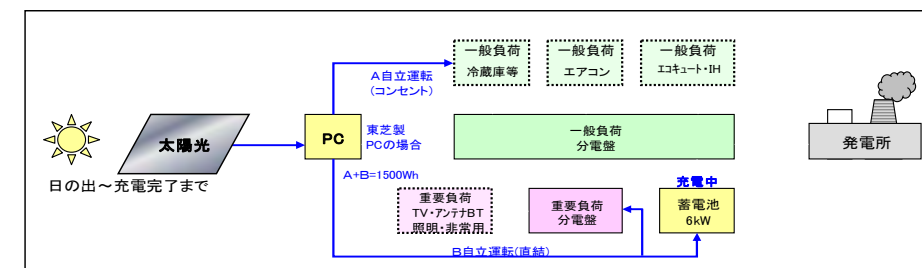 一般負荷
冷蔵庫等
一般負荷
エアコン
一般負荷
エコキュート・IH
A自立運転
(コンセント)
太陽光
PC
東芝製
PCの場合
一般負荷
分電盤
発電所
日の出～充電完了まで
A+B=1500Wh
充電中
重要負荷
TV・アンテナBT
照明・非常用
重要負荷
分電盤
蓄電池
6kW
B自立運転(直結)